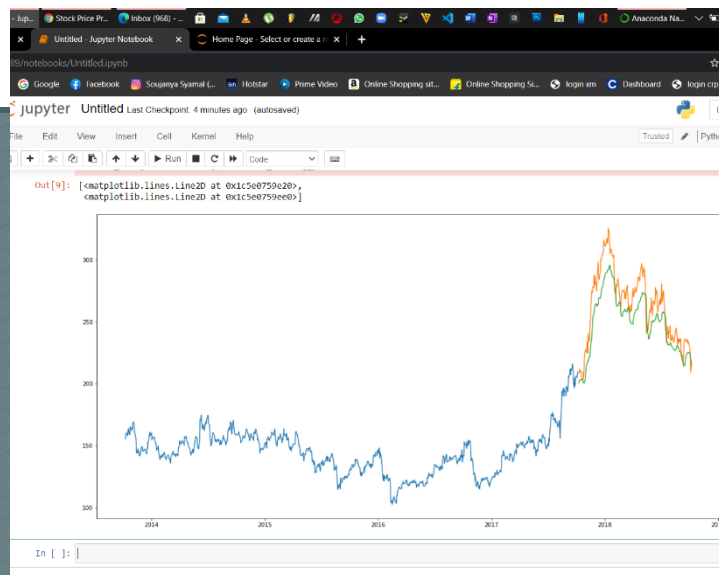 - Jup...
Stock Price Pr...
Inbox (968) - ...
Anaconda Na...
Untitled - Jupyter Notebook
Home Page - Select or create a n
89/notebooks/Untitled.ipynb
Google
Facebook
Soujanya Syamal (...
Hotstar
Prime Video
Online Shopping sit...
Online Shopping Si...
login xm
Dashboard
login crp
Jupyter Untitled Last Checkpoint: 4 minutes ago (autosaved)
File Edit View Insert Cell Kernel Help
Trusted
Pyth
Run
Code
Out[9]: [<matplotlib.lines.Line2D at 0x1c5e0759e20>,
<matplotlib.lines.Line2D at 0x1c5e0759ee0>]
300
250
200
150
100
2014 2015 2016 2017 2018
In [ ]: